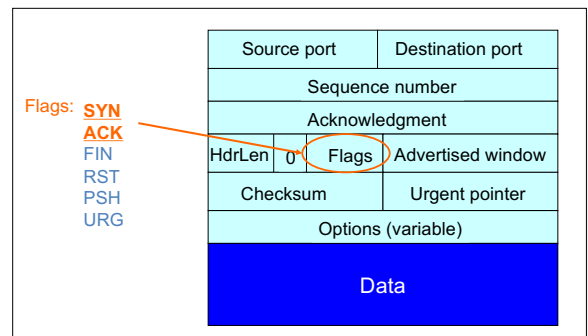 Source port Destination port
Sequence number
Acknowledgment
HdrLen 0 Flags Advertised window
Checksum Urgent pointer
Options (variable)
Data
Flags: SYN
ACK
FIN
RST
PSH
URG